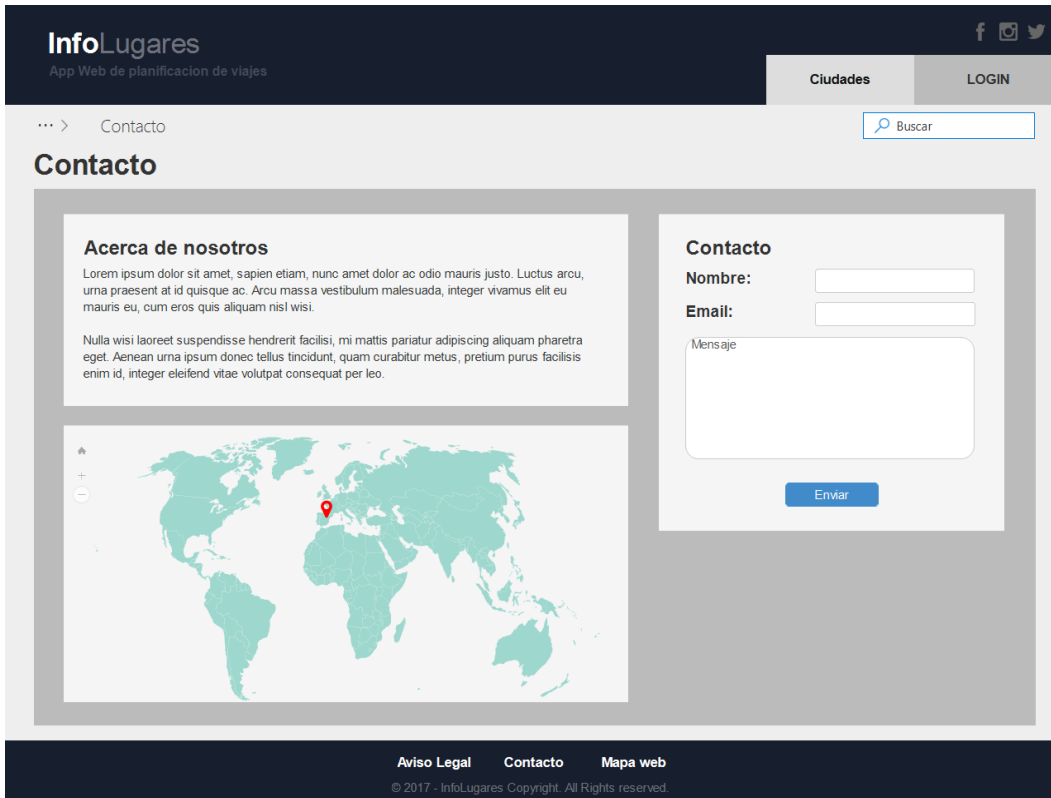 InfoLugares
App Web de planificacion de viajes
Ciudades
LOGIN
··· > Contacto
Buscar
Contacto
Acerca de nosotros
Lorem ipsum dolor sit amet, sapien etiam, nunc amet dolor ac odio mauris justo. Luctus arcu,
urna praesent at id quisque ac. Arcu massa vestibulum malesuada, integer vivamus elit eu
mauris eu, cum eros quis aliquam nisl wisi.
Nulla wisi laoreet suspendisse hendrerit facilisi, mi mattis pariatur adipiscing aliquam pharetra
eget. Aenean urna ipsum donec tellus tincidunt, quam curabitur metus, pretium purus facilisis
enim id, integer eleifend vitae volutpat consequat per leo.
Contacto
Nombre:
Email:
Mensaje
Enviar
Aviso Legal
Contacto
Mapa web
© 2017 - InfoLugares Copyright. All Rights reserved.